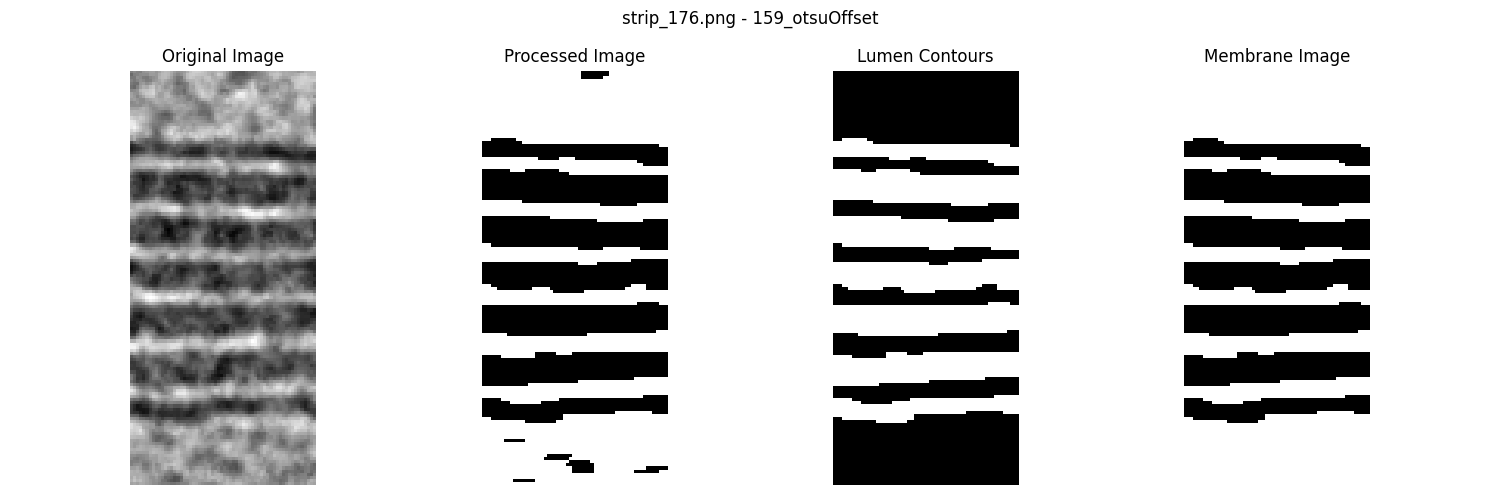 strip_176.png - 159_otsuOffset
Original Image
Processed Image
Lumen Contours
Membrane Image